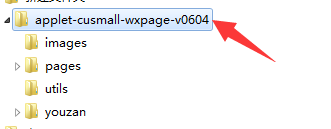 applet-cusmall-wxpage-v0604
images
pages
utils
youzan